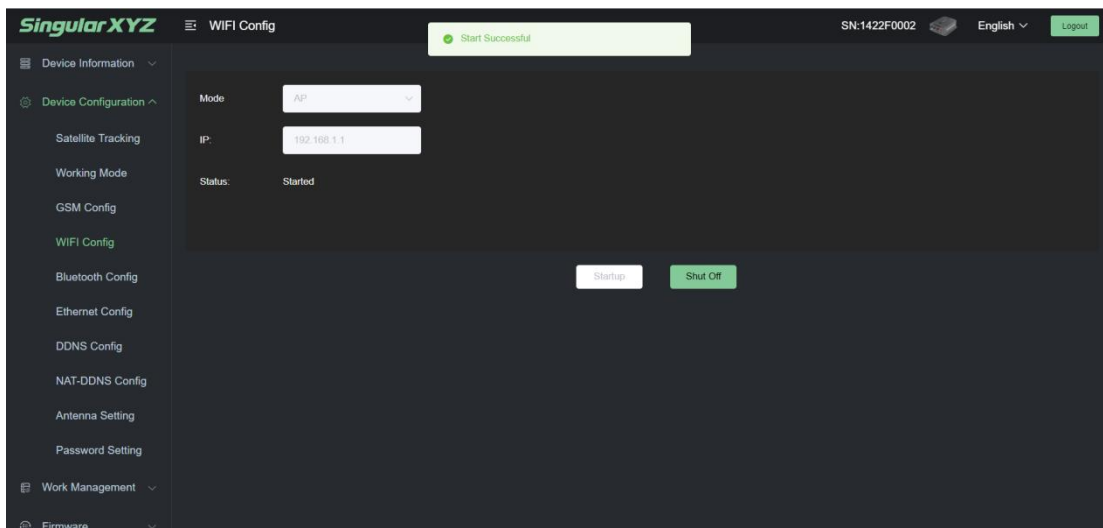 SingularXYZ
WIFI Config
Start Successful
SN:1422F0002
English
Logout
Device Information
Device Configuration
Satellite Tracking
Working Mode
GSM Config
WIFI Config
Bluetooth Config
Ethernet Config
DDNS Config
NAT-DDNS Config
Antenna Setting
Password Setting
Work Management
Firmware
Mode
AP
IP:
192.168.1.1
Status:
Started
Startup
Shut Off